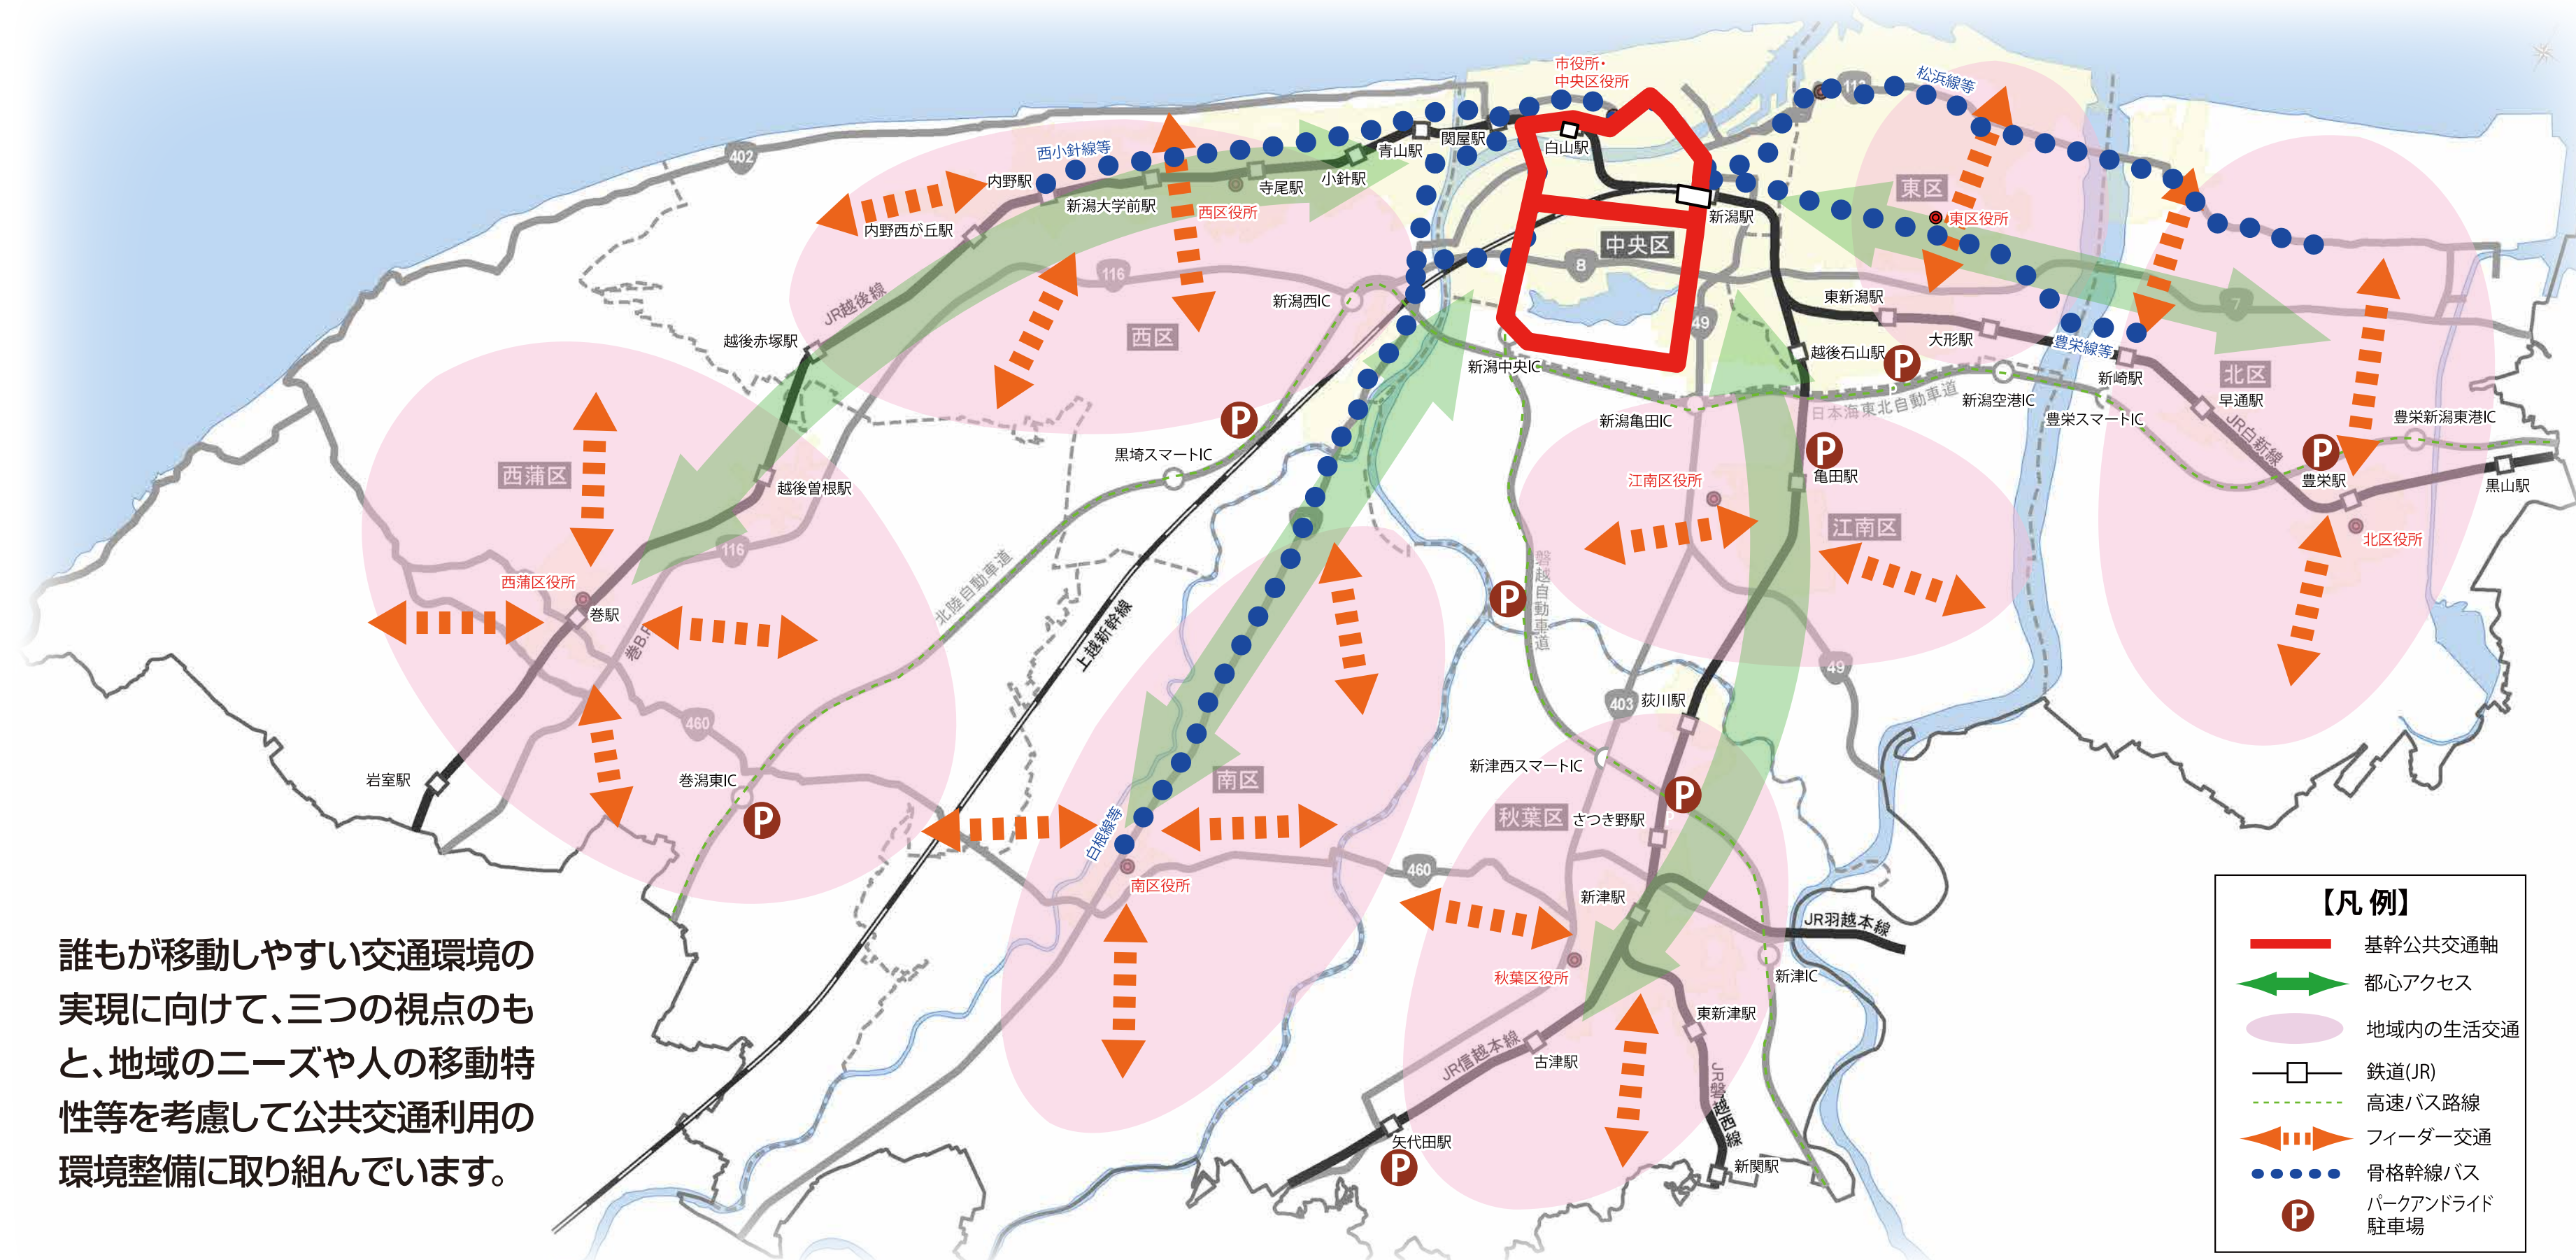 市役所・
中央区役所
松浜線等
113
402
西小針線等
関屋駅
白山駅
青山駅
内野駅
小針駅
寺尾駅
新潟大学前駅
西区役所
内野西が丘駅
新潟駅
東区
東区役所
中央区
8
116
JR越後線
新潟西IC
西区
越後赤塚駅
東新潟駅
7
49
大形駅
豊栄線等
越後石山駅
P
新潟中央IC
新崎駅
北区
早通駅
日本海東北自動車道
新潟空港IC
豊栄スマートIC
豊栄新潟東港IC
新潟亀田IC
P
JR白新線
P
P
豊栄駅
黒山駅
北区役所
黒埼スマートIC
西蒲区
越後曽根駅
亀田駅
江南区役所
江南区
116
西蒲区役所
巻駅
北陸自動車道
上越新幹線
磐越自動車道
P
49
403
荻川駅
460
岩室駅
巻潟東IC
P
南区
白根線等
南区役所
新津西スマートIC
P
秋葉区
さつき野駅
460
新津駅
JR羽越本線
秋葉区役所
新津IC
東新津駅
JR信越本線
古津駅
JR磐越西線
矢代田駅
P
新関駅
誰もが移動しやすい交通環境の
実現に向けて、三つの視点のも
と、地域のニーズや人の移動特
性等を考慮して公共交通利用の
環境整備に取り組んでいます。
【凡 例】
基幹公共交通軸
都心アクセス
地域内の生活交通
鉄道(JR)
高速バス路線
フィーダー交通
骨格幹線バス
P
パークアンドライド
駐車場